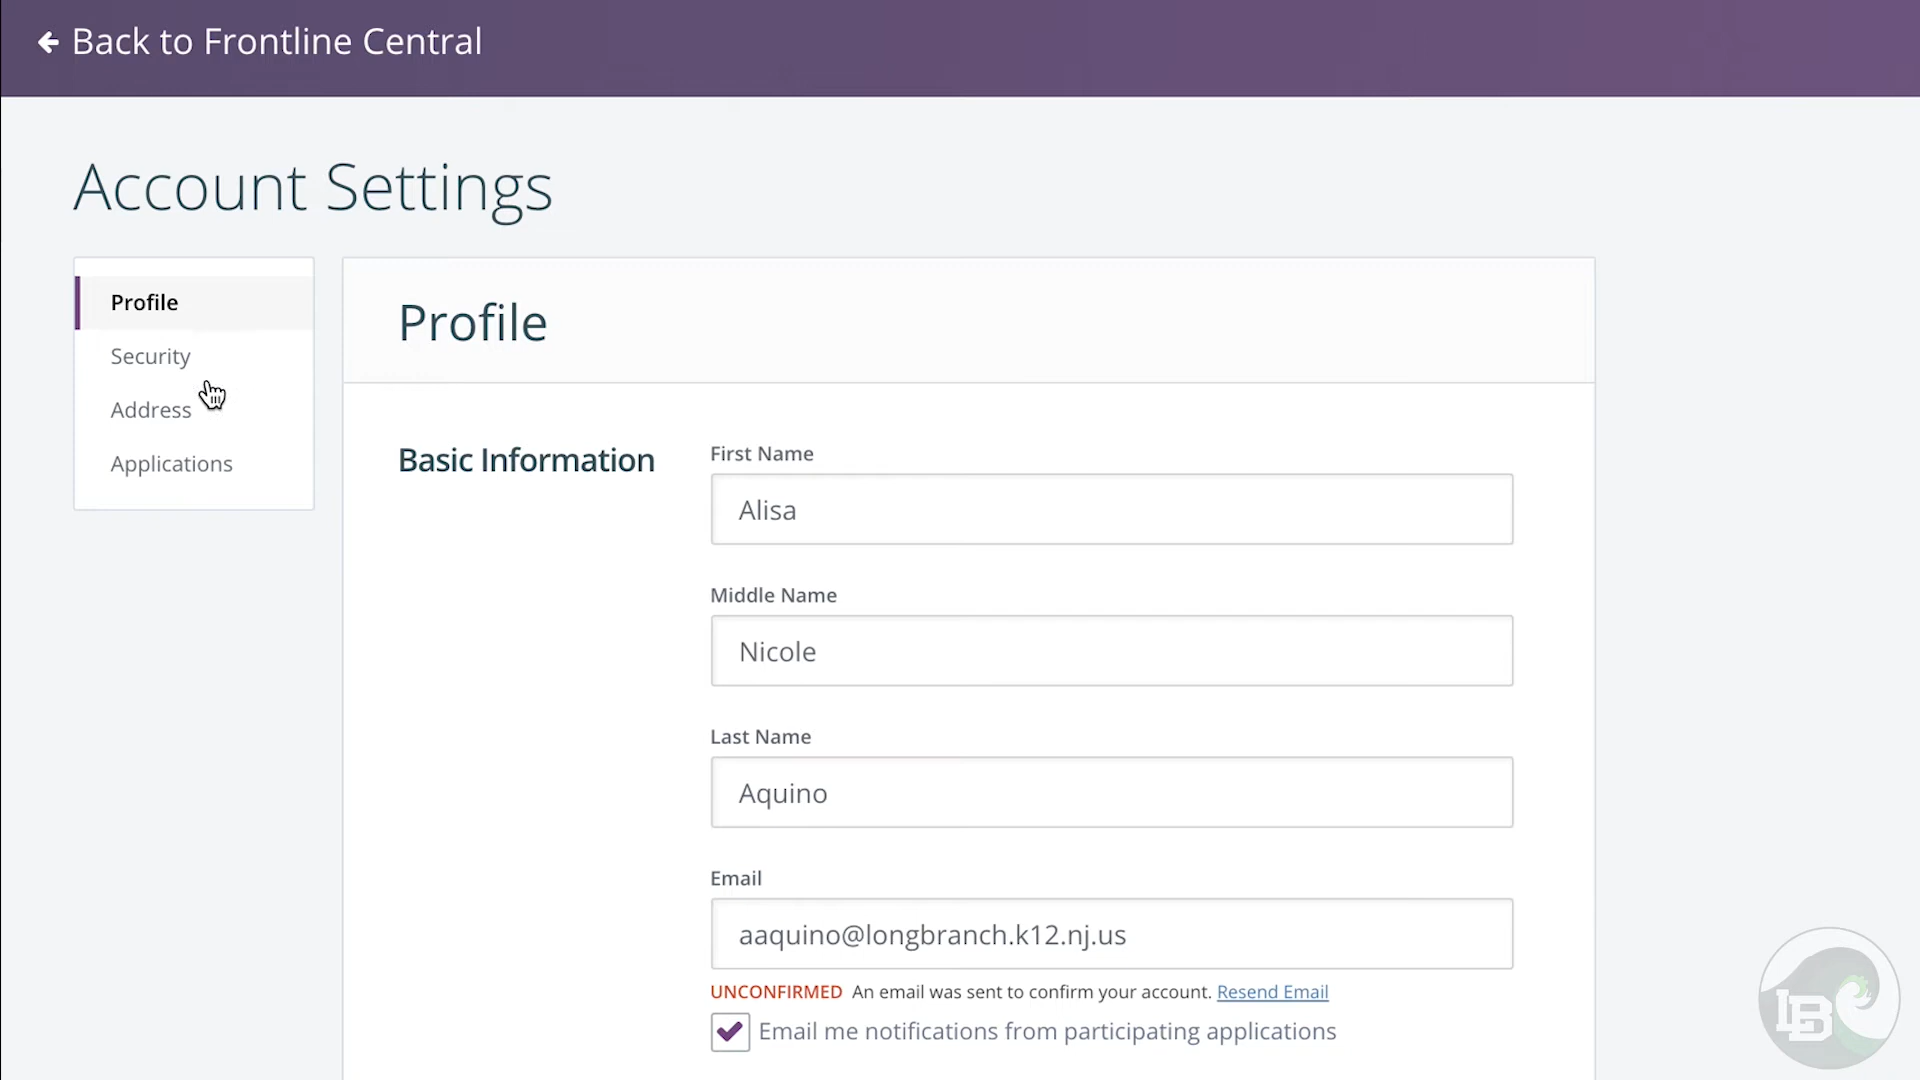 Back to Frontline Central
Account Settings
Profile
Security
Address
Applications
Profile
Basic Information
First Name
Alisa
Middle Name
Nicole
Last Name
Aquino
Email
aaquino@longbranch.k12.nj.us
UNCONFIRMED An email was sent to confirm your account. Resend Email
Email me notifications from participating applications
LB